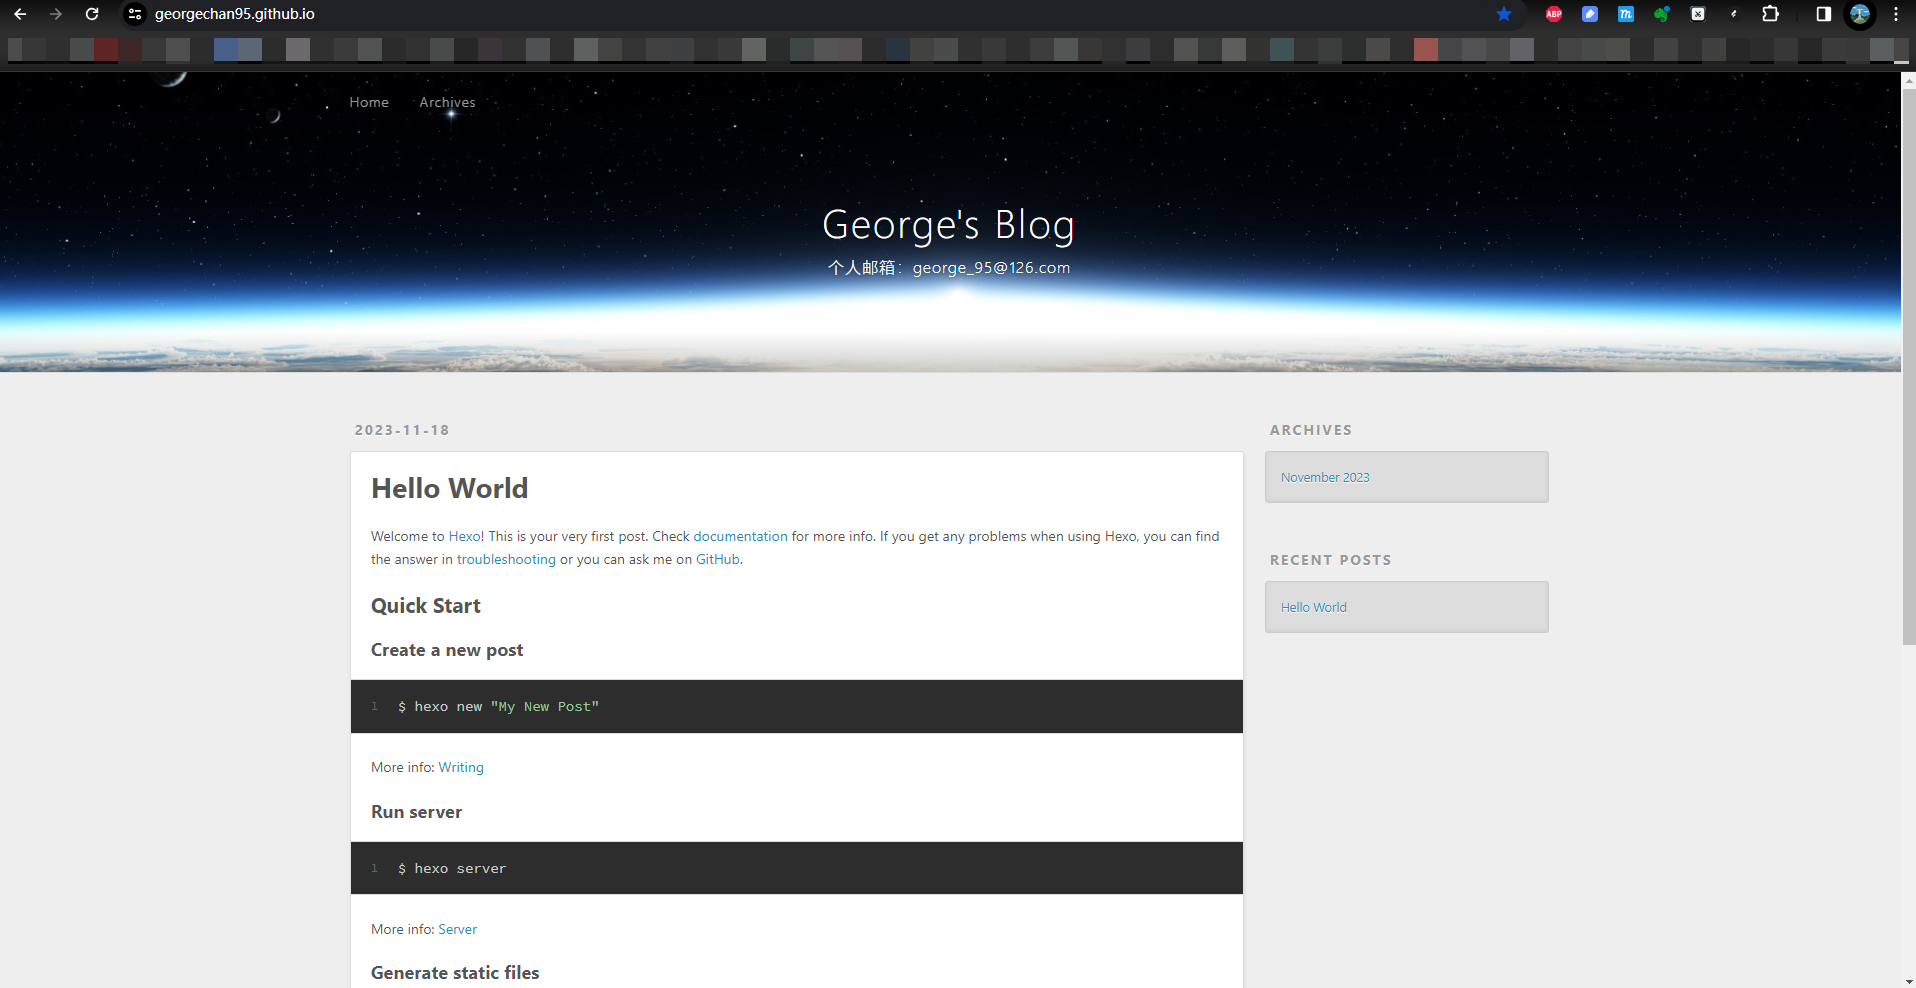 georgechan95.github.io
ABP
m
Home Archives
George's Blog
个人邮箱：george_95@126.com
2023-11-18
Hello World
Welcome to Hexo! This is your very first post. Check documentation for more info. If you get any problems when using Hexo, you can find
the answer in troubleshooting or you can ask me on GitHub.
Quick Start
Create a new post
1 $ hexo new "My New Post"
More info: Writing
Run server
1 $ hexo server
More info: Server
Generate static files
ARCHIVES
November 2023
RECENT POSTS
Hello World